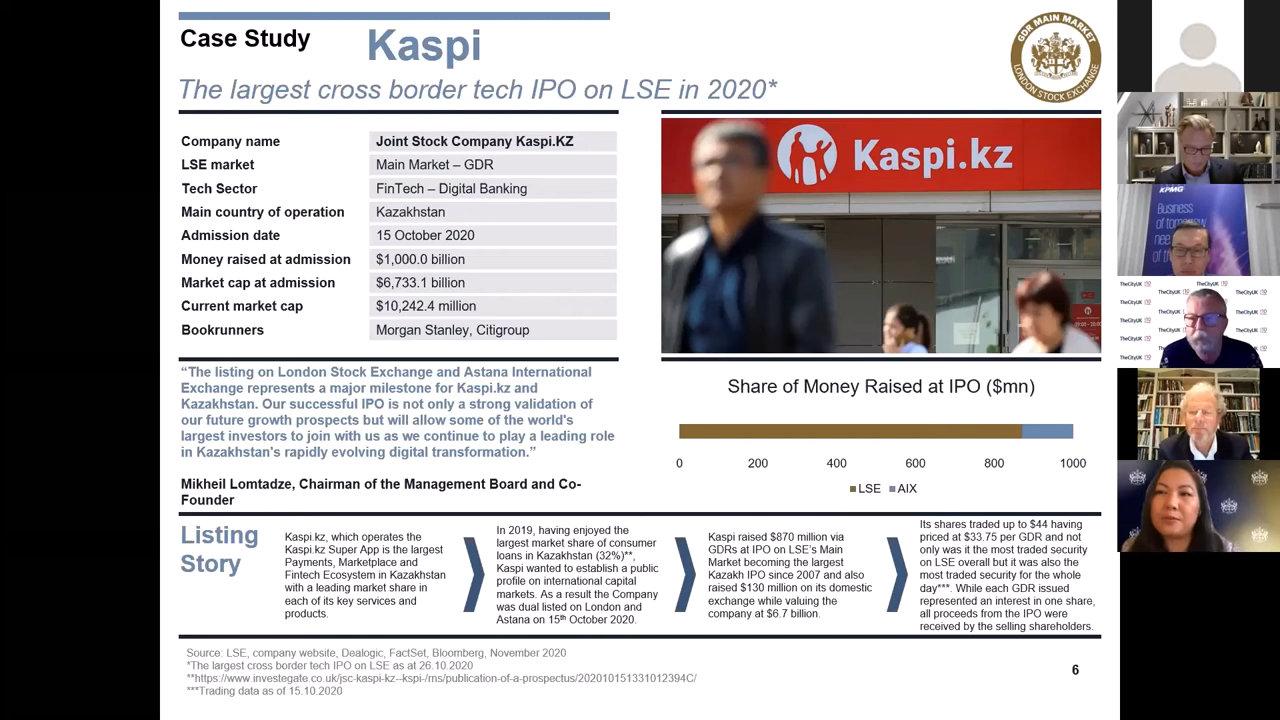 Case Study
Kaspi
The largest cross border tech IPO on LSE in 2020*
GDR MAIN MARKET
LONDON STOCK EXCHANGE
Company name Joint Stock Company Kaspi.KZ
LSE market Main Market – GDR
Tech Sector FinTech – Digital Banking
Main country of operation Kazakhstan
Admission date 15 October 2020
Money raised at admission $1,000.0 billion
Market cap at admission $6,733.1 billion
Current market cap $10,242.4 million
Bookrunners Morgan Stanley, Citigroup
Kaspi.kz
“The listing on London Stock Exchange and Astana International
Exchange represents a major milestone for Kaspi.kz and
Kazakhstan. Our successful IPO is not only a strong validation of
our future growth prospects but will allow some of the world's
largest investors to join with us as we continue to play a leading role
in Kazakhstan's rapidly evolving digital transformation.”
Mikheil Lomtadze, Chairman of the Management Board and Co-
Founder
Share of Money Raised at IPO ($mn)
0 200 400 600 800 1000
LSE AIX
Listing
Story
Kaspi.kz, which operates the
Kaspi.kz Super App is the largest
Payments, Marketplace and
Fintech Ecosystem in Kazakhstan
with a leading market share in
each of its key services and
products.
In 2019, having enjoyed the
largest market share of consumer
loans in Kazakhstan (32%)**,
Kaspi wanted to establish a public
profile on international capital
markets. As a result the Company
was dual listed on London and
Astana on 15th October 2020.
Kaspi raised $870 million via
GDRs at IPO on LSE's Main
Market becoming the largest
Kazakh IPO since 2007 and also
raised $130 million on its domestic
exchange while valuing the
company at $6.7 billion.
Its shares traded up to $44 having
priced at $33.75 per GDR and not
only was it the most traded security
on LSE overall but it was also the
most traded security for the whole
day***. While each GDR issued
represented an interest in one share,
all proceeds from the IPO were
received by the selling shareholders.
Source: LSE, company website, Dealogic, FactSet, Bloomberg, November 2020
*The largest cross border tech IPO on LSE as at 26.10.2020
**https://www.investegate.co.uk/jsc-kaspi-kz--kspi-/rns/publication-of-a-prospectus/202010151331012394C/
***Trading data as of 15.10.2020
6
KPMG
Business
of tomorrow
TheCityUK